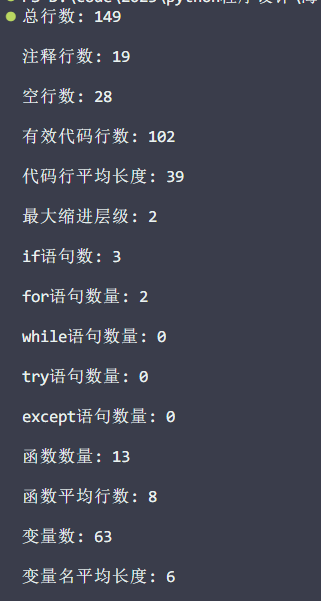 总行数: 149
注释行数: 19
空行数: 28
有效代码行数: 102
代码行平均长度: 39
最大缩进层级: 2
if语句数: 3
for语句数量: 2
while语句数量: 0
try语句数量: 0
except语句数量: 0
函数数量: 13
函数平均行数: 8
变量数: 63
变量名平均长度: 6